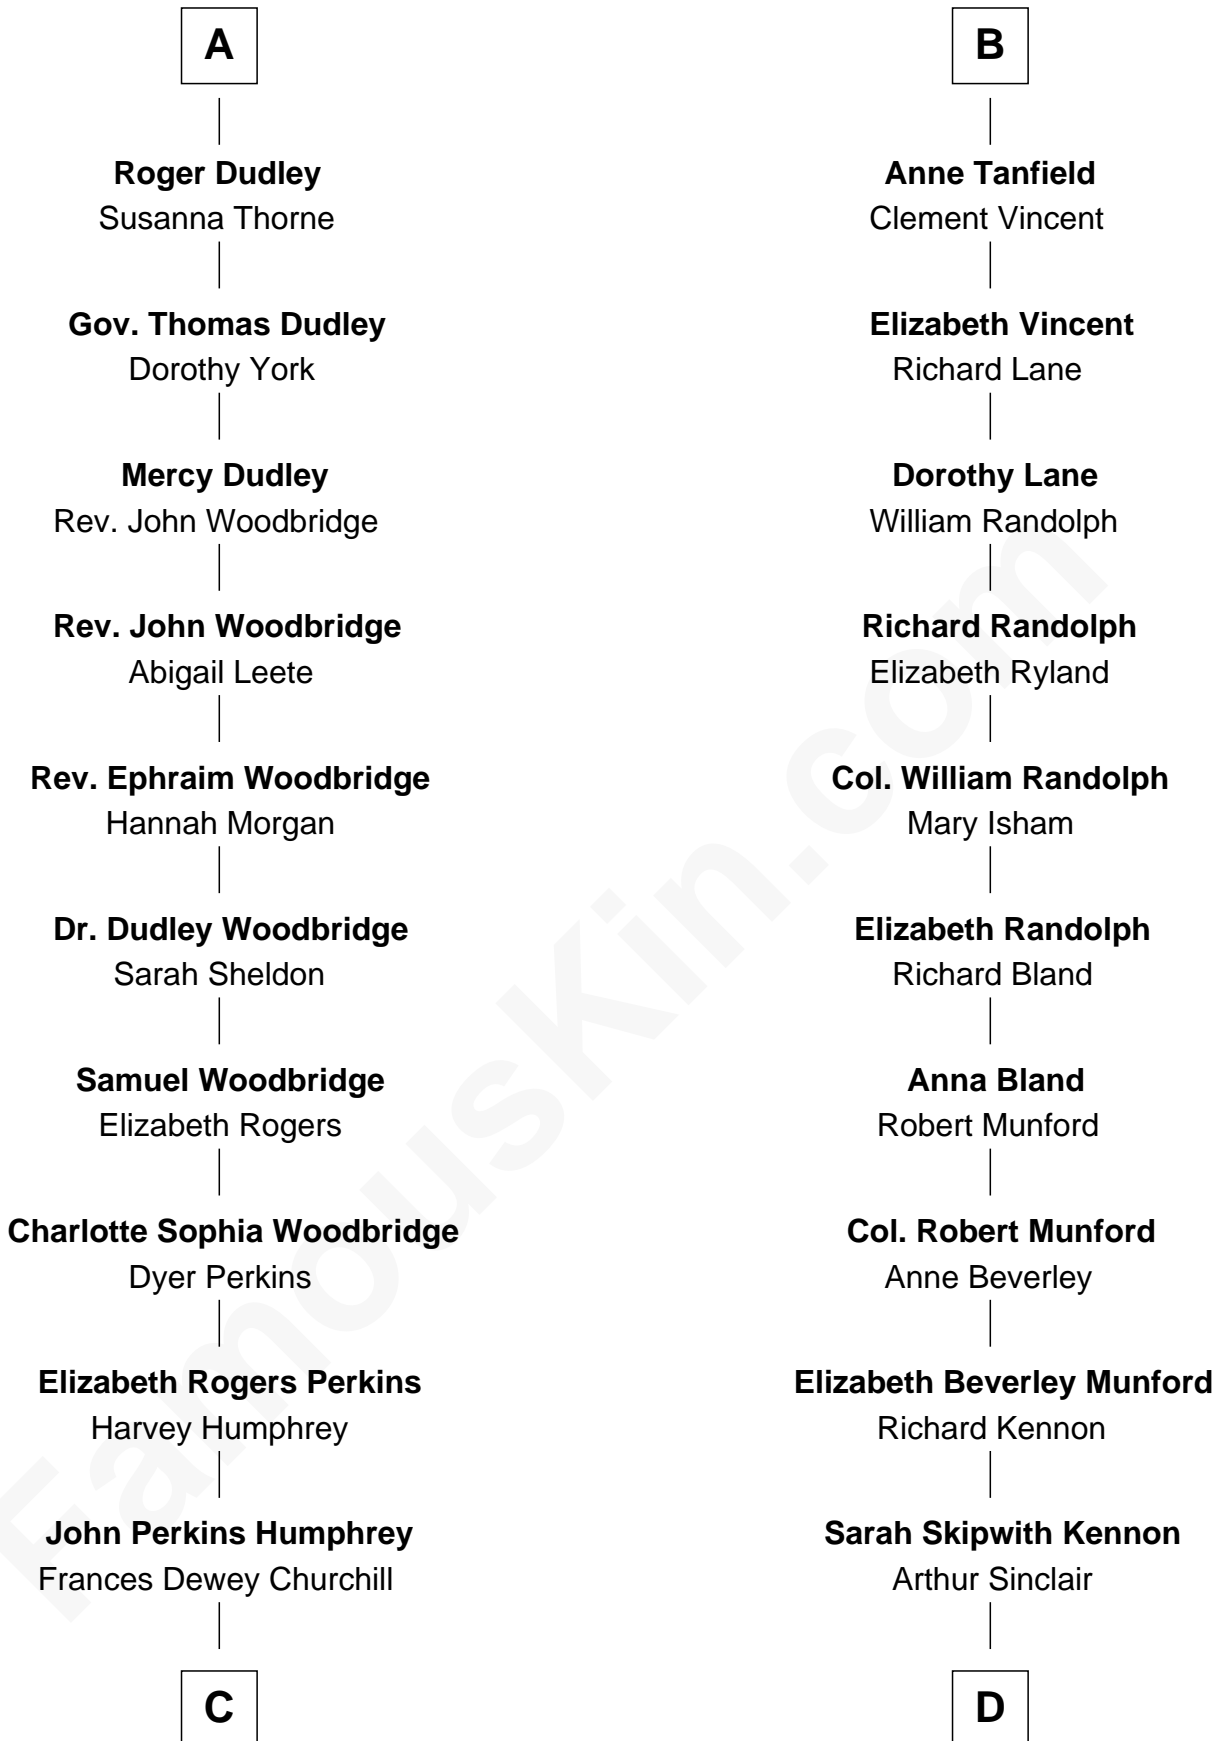 A
Roger Dudley
Susanna Thorne
Gov. Thomas Dudley
Dorothy York
Mercy Dudley
Rev. John Woodbridge
Rev. John Woodbridge
Abigail Leete
Rev. Ephraim Woodbridge
Hannah Morgan
Dr. Dudley Woodbridge
Sarah Sheldon
Samuel Woodbridge
Elizabeth Rogers
Charlotte Sophia Woodbridge
Dyer Perkins
Elizabeth Rogers Perkins
Harvey Humphrey
John Perkins Humphrey
Frances Dewey Churchill
C
B
Anne Tanfield
Clement Vincent
Elizabeth Vincent
Richard Lane
Dorothy Lane
William Randolph
Richard Randolph
Elizabeth Ryland
Col. William Randolph
Mary Isham
Elizabeth Randolph
Richard Bland
Anna Bland
Robert Munford
Col. Robert Munford
Anne Beverley
Elizabeth Beverley Munford
Richard Kennon
Sarah Skipwith Kennon
Arthur Sinclair
D
FamousKin.com